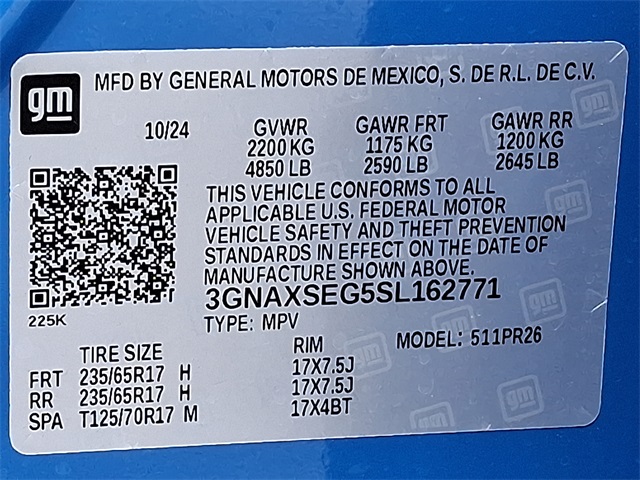 gm MFD BY GENERAL MOTORS DE MEXICO, S. DE R.L. DE C.V.
10/24 GVWR GAWR FRT GAWR RR
2200 KG 1175 KG 1200 KG
4850 LB 2590 LB 2645 LB
THIS VEHICLE CONFORMS TO ALL
APPLICABLE U.S. FEDERAL MOTOR
VEHICLE SAFETY AND THEFT PREVENTION
STANDARDS IN EFFECT ON THE DATE OF
MANUFACTURE SHOWN ABOVE.
3GNAXSEG5SL162771
225K
TYPE: MPV
MODEL: 511PR26
TIRE SIZE RIM
FRT 235/65R17 H 17X7.5J
RR 235/65R17 H 17X7.5J
SPA T125/70R17 M 17X4BT